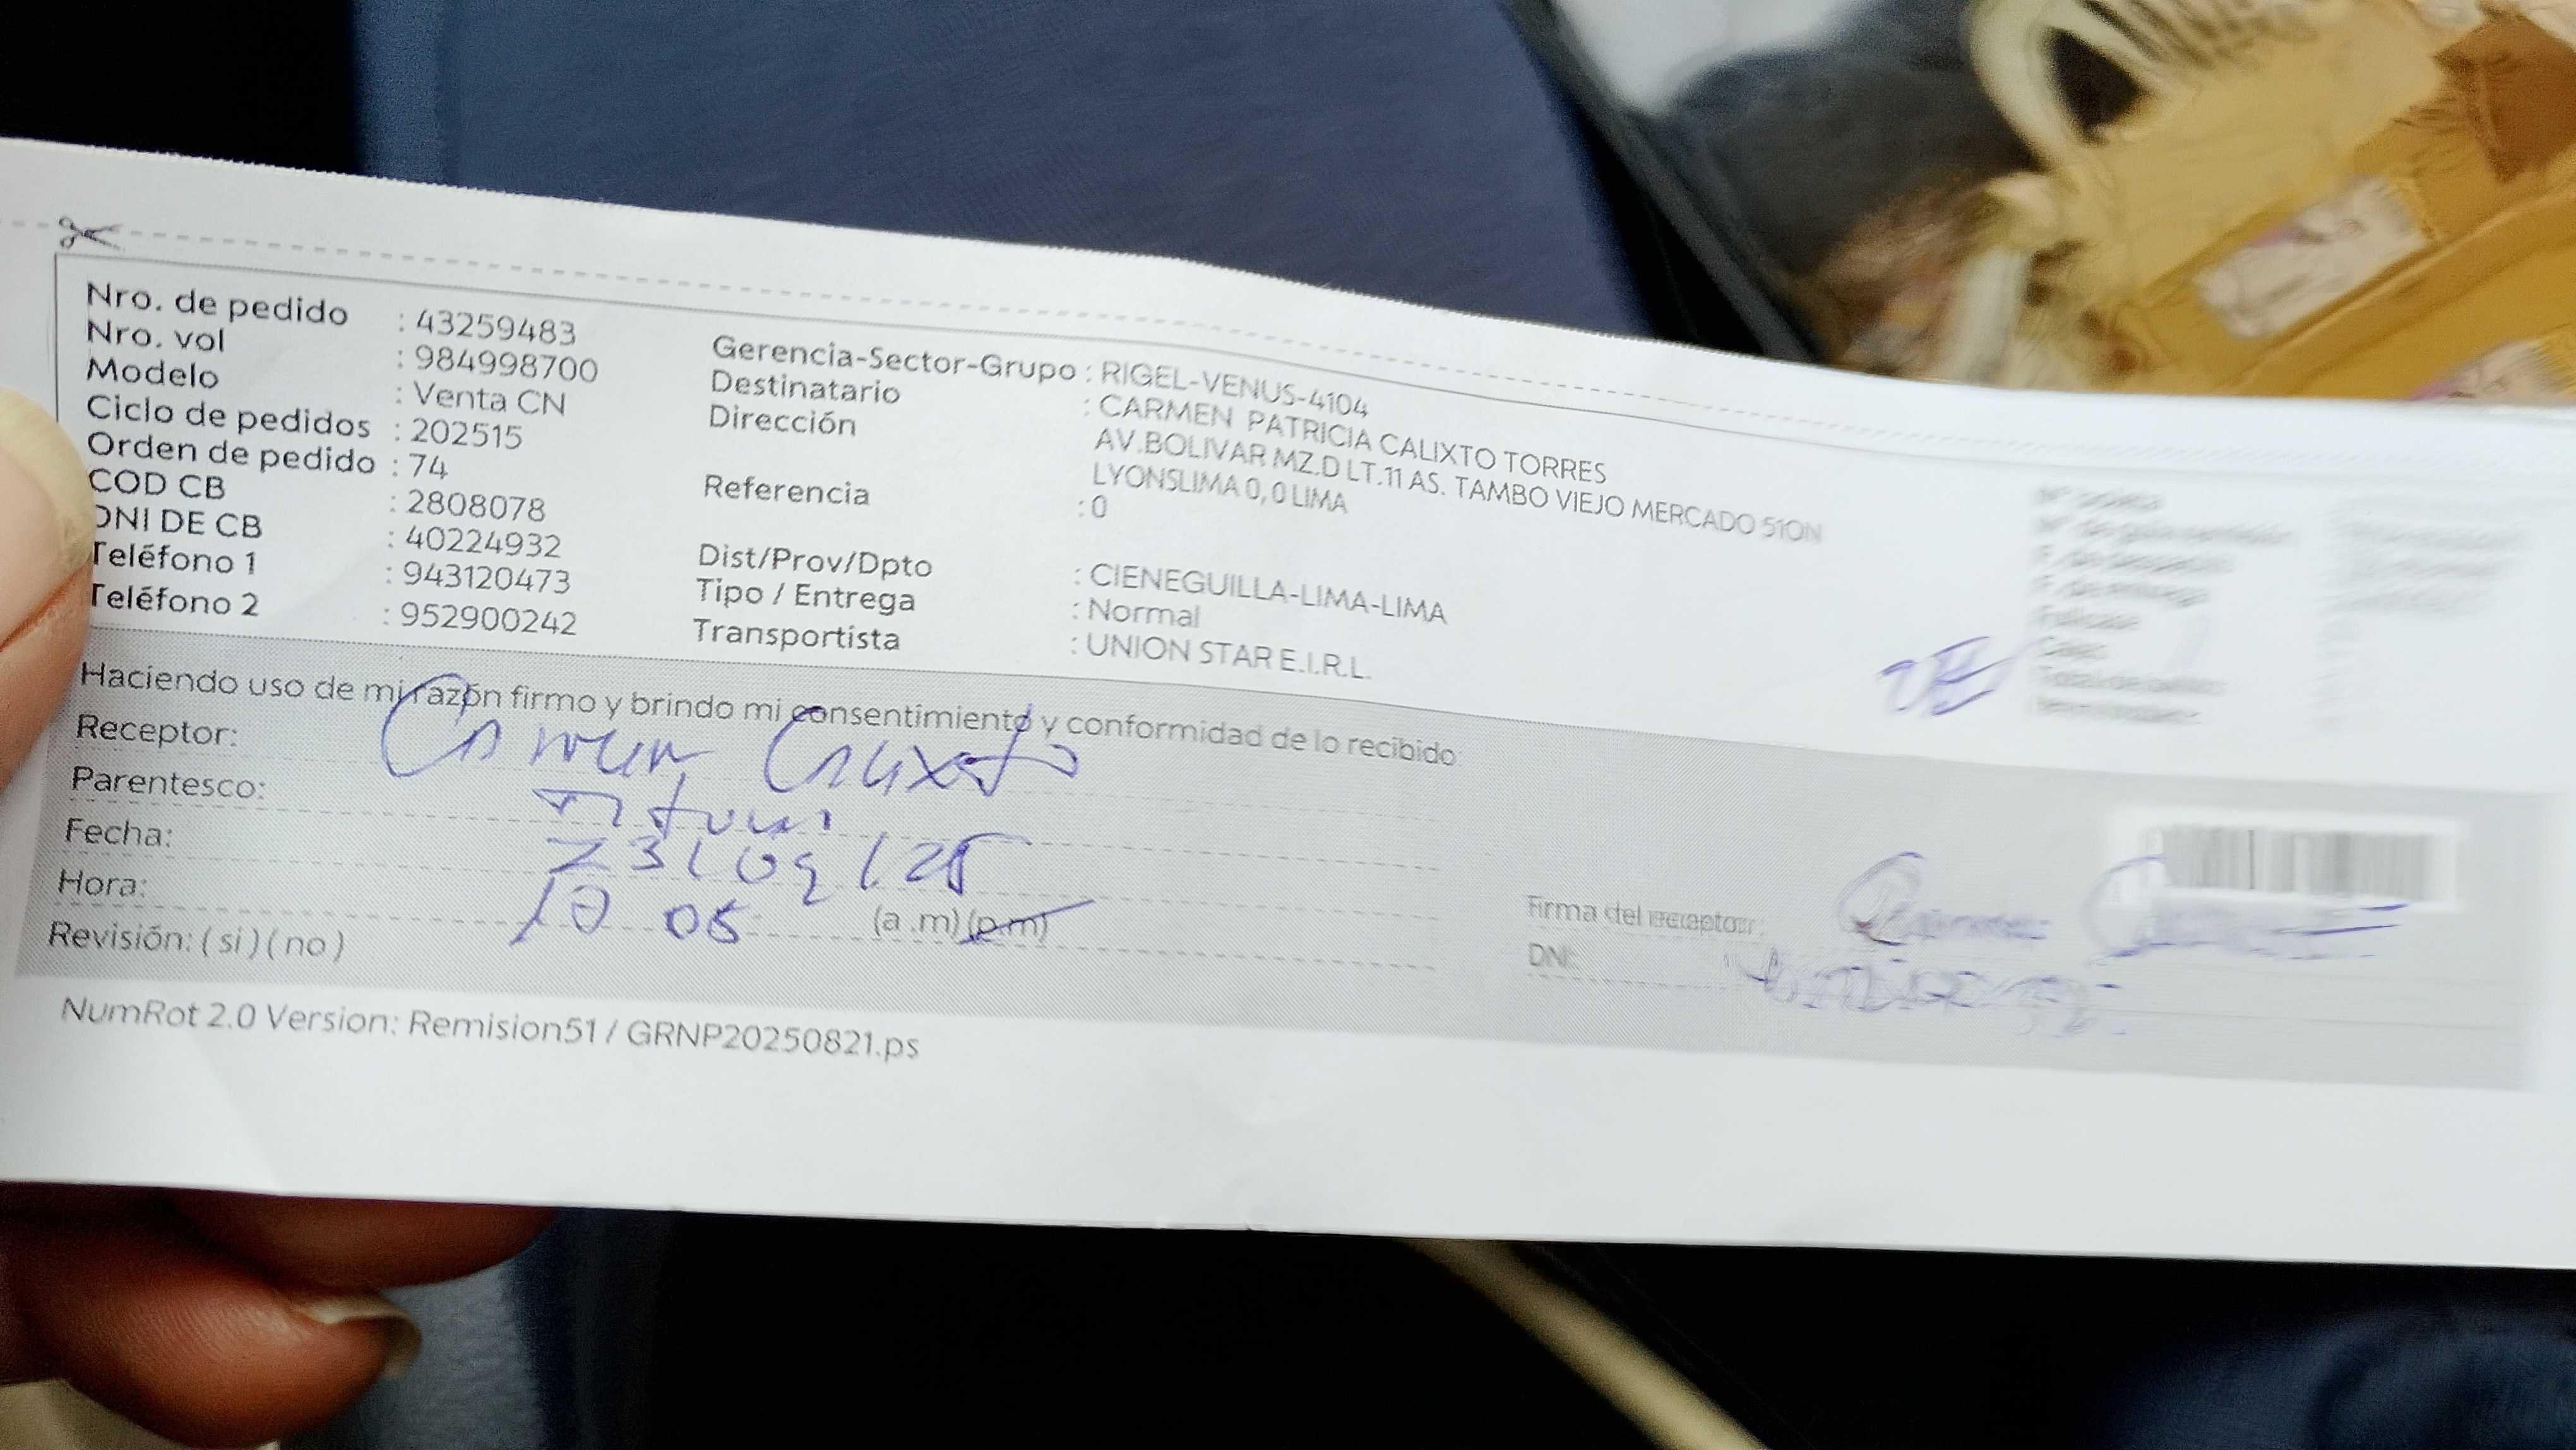 Nro. de pedido : 43259483
Nro. vol : 984998700
Modelo : Venta CN
Ciclo de pedidos : 202515
Orden de pedido : 74
COD CB : 2808078
DNI DE CB : 40224932
Teléfono 1 : 943120473
Teléfono 2 : 952900242
Gerencia-Sector-Grupo : RIGEL-VENUS-4104
Destinatario : CARMEN PATRICIA CALIXTO TORRES
Dirección AV.BOLIVAR MZ.D LT.11 AS. TAMBO VIEJO MERCADO 51ON
LYONSLIMA 0, 0 LIMA
Referencia : 0
Dist/Prov/Dpto : CIENEGUILLA-LIMA-LIMA
Tipo / Entrega : Normal
Transportista : UNION STAR E.I.R.L.
Haciendo uso de mi razón firmo y brindo mi consentimiento y conformidad de lo recibido
Receptor: Carmen Calixto
Parentesco:
Fecha: 23/09/25
Hora: 05 (a .m) (p.m)
Revisión: ( si ) ( no )
Firma del receptor:
DNI:
NumRot 2.0 Version: Remision51 / GRNP20250821.ps